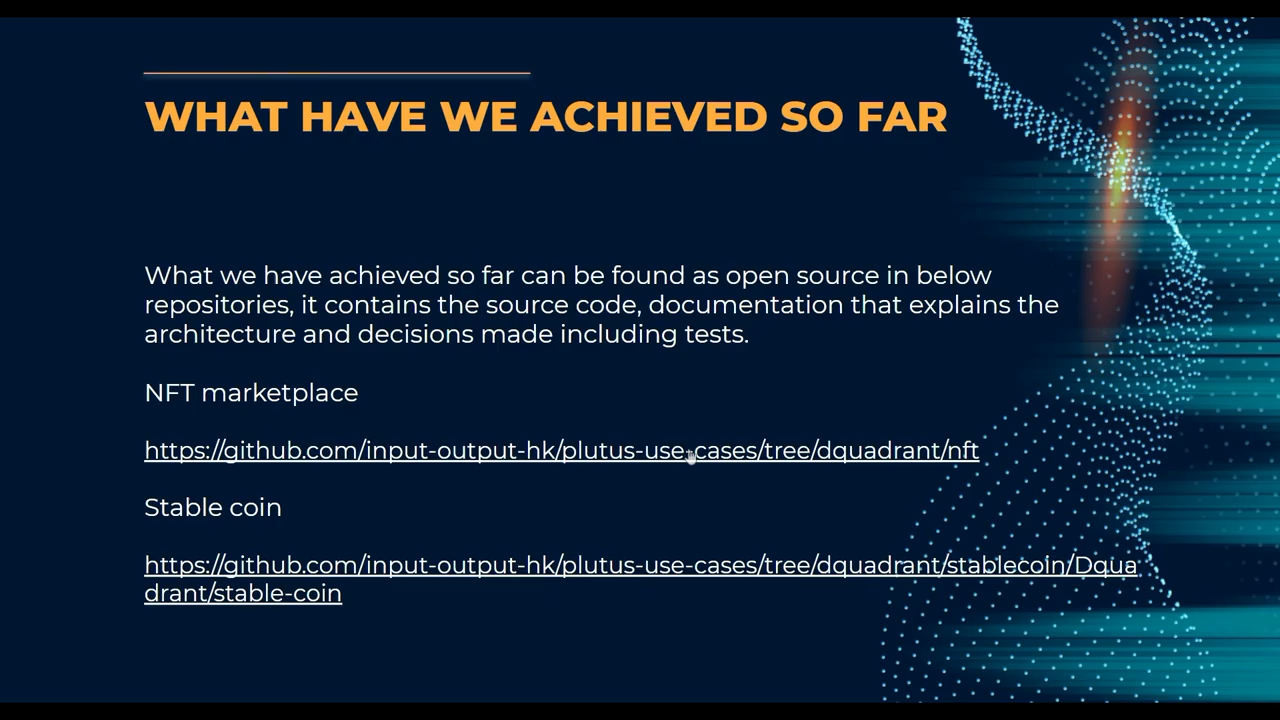 WHAT HAVE WE ACHIEVED SO FAR
What we have achieved so far can be found as open source in below
repositories, it contains the source code, documentation that explains the
architecture and decisions made including tests.
NFT marketplace
https://github.com/input-output-hk/plutus-use-cases/tree/dquadrant/nft
Stable coin
https://github.com/input-output-hk/plutus-use-cases/tree/dquadrant/stablecoin/Dqua
drant/stable-coin